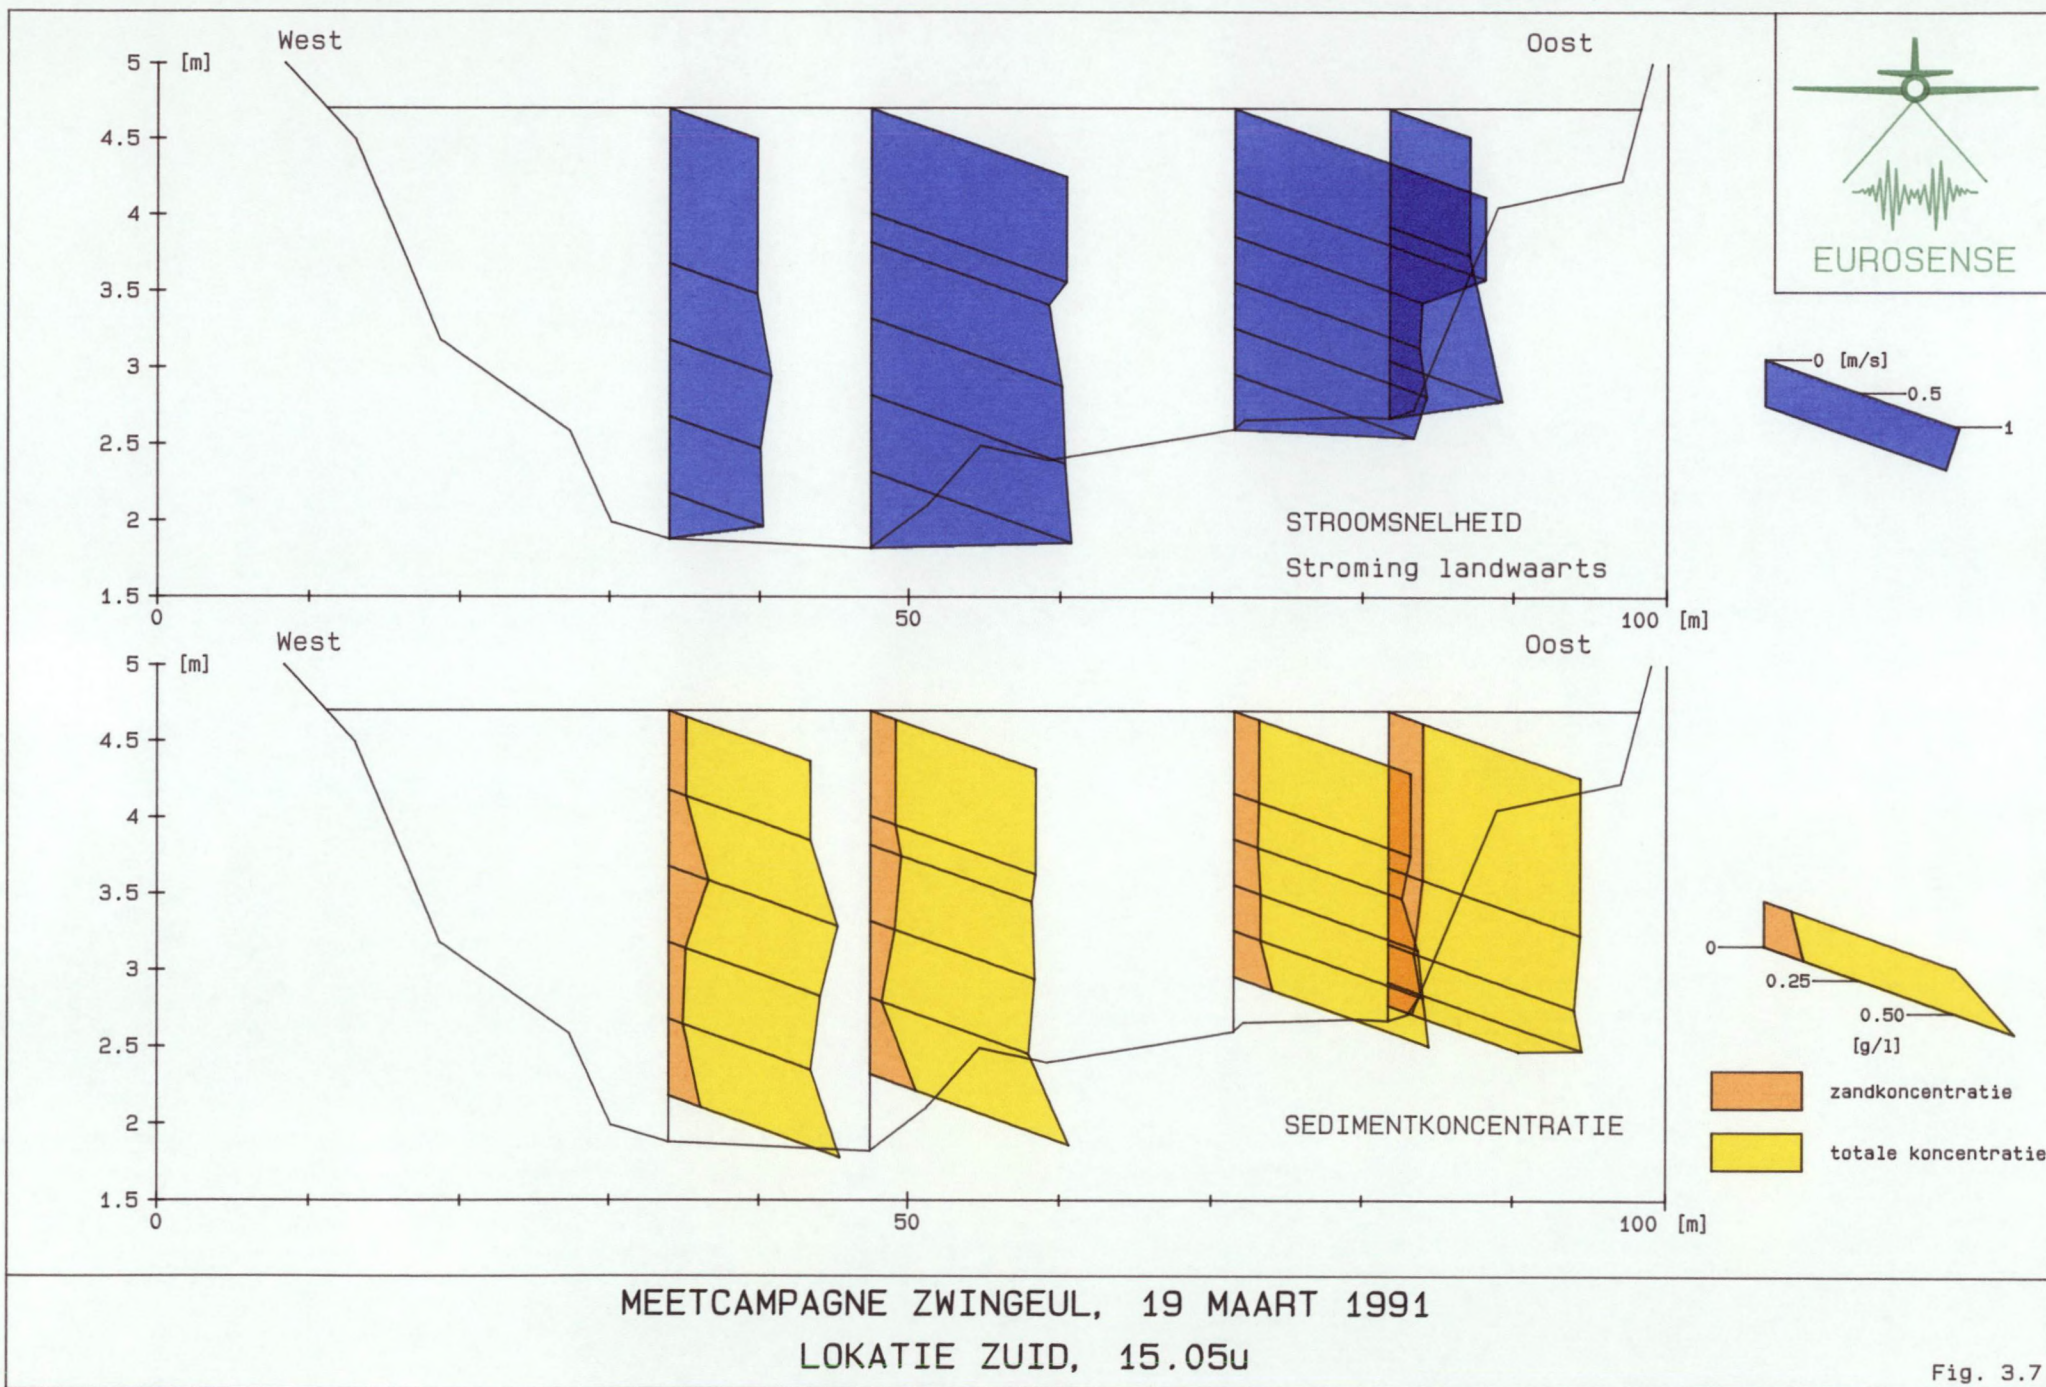 West
Oost
5 [m]
4.5
4
3.5
3
2.5
2
1.5
0
50
100 [m]
STROOMSNELHEID
Stroming landwaarts
EUROSENSE
0 [m/s]
0.5
1
West
Oost
5 [m]
4.5
4
3.5
3
2.5
2
1.5
0
50
100 [m]
SEDIMENTKONCENTRATIE
0
0.25
0.50
[g/l]
zandkoncentratie
totale koncentratie
MEETCAMPAGNE ZWINGEUL, 19 MAART 1991
LOKATIE ZUID, 15.05u
Fig. 3.7